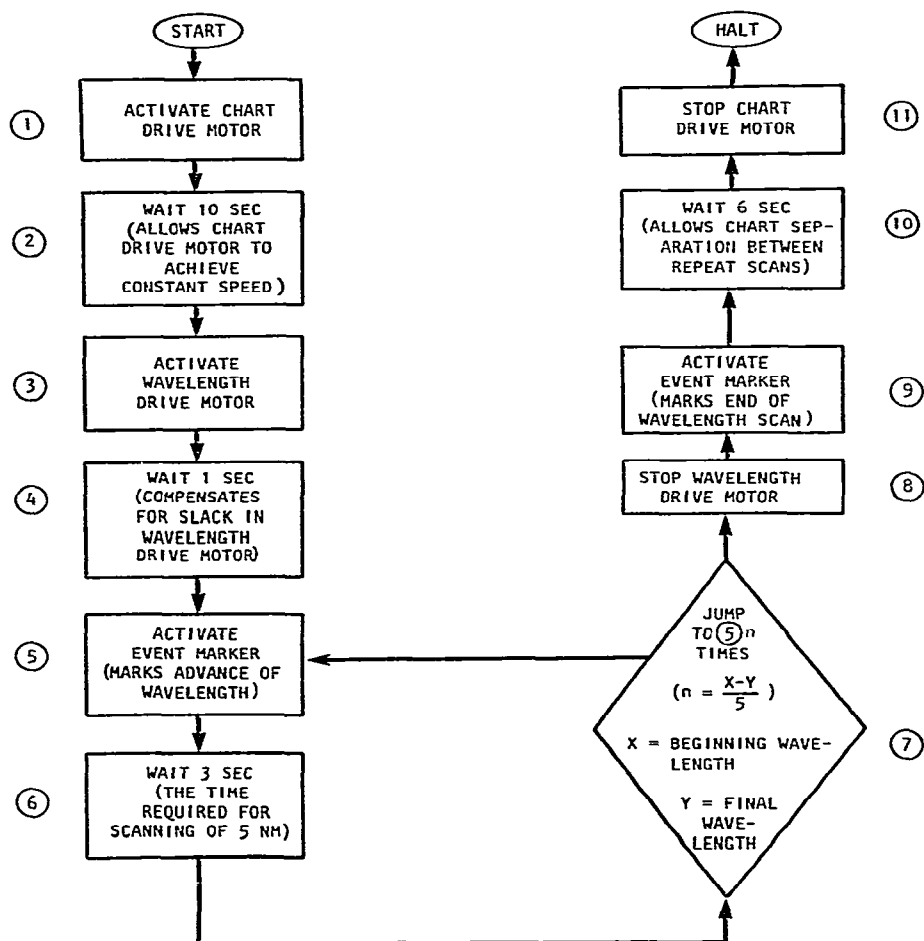 START
①
ACTIVATE CHART
DRIVE MOTOR
②
WAIT 10 SEC
(ALLOWS CHART
DRIVE MOTOR TO
ACHIEVE
CONSTANT SPEED)
③
ACTIVATE
WAVELENGTH
DRIVE MOTOR
④
WAIT 1 SEC
(COMPENSATES
FOR SLACK IN
WAVELENGTH
DRIVE MOTOR)
⑤
ACTIVATE
EVENT MARKER
(MARKS ADVANCE OF
WAVELENGTH)
⑥
WAIT 3 SEC
(THE TIME
REQUIRED FOR
SCANNING OF 5 NM)
JUMP
TO ⑤ n
TIMES
(n = X-Y
5 )
X = BEGINNING WAVE-
LENGTH
Y = FINAL
WAVE-
LENGTH
⑦
STOP WAVELENGTH
DRIVE MOTOR
⑧
ACTIVATE
EVENT MARKER
(MARKS END OF
WAVELENGTH SCAN)
⑨
WAIT 6 SEC
(ALLOWS CHART SEP-
ARATION BETWEEN
REPEAT SCANS)
⑩
STOP CHART
DRIVE MOTOR
⑪
HALT